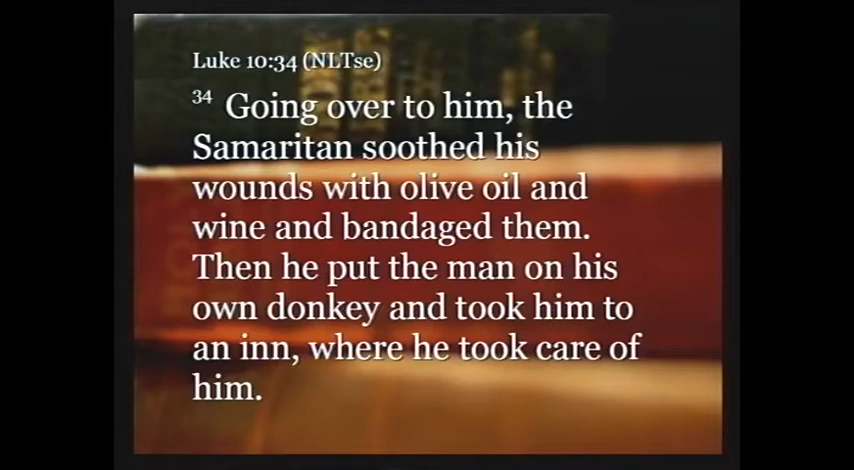 Luke 10:34 (NLTse)
34 Going over to him, the
Samaritan soothed his
wounds with olive oil and
wine and bandaged them.
Then he put the man on his
own donkey and took him to
an inn, where he took care of
him.